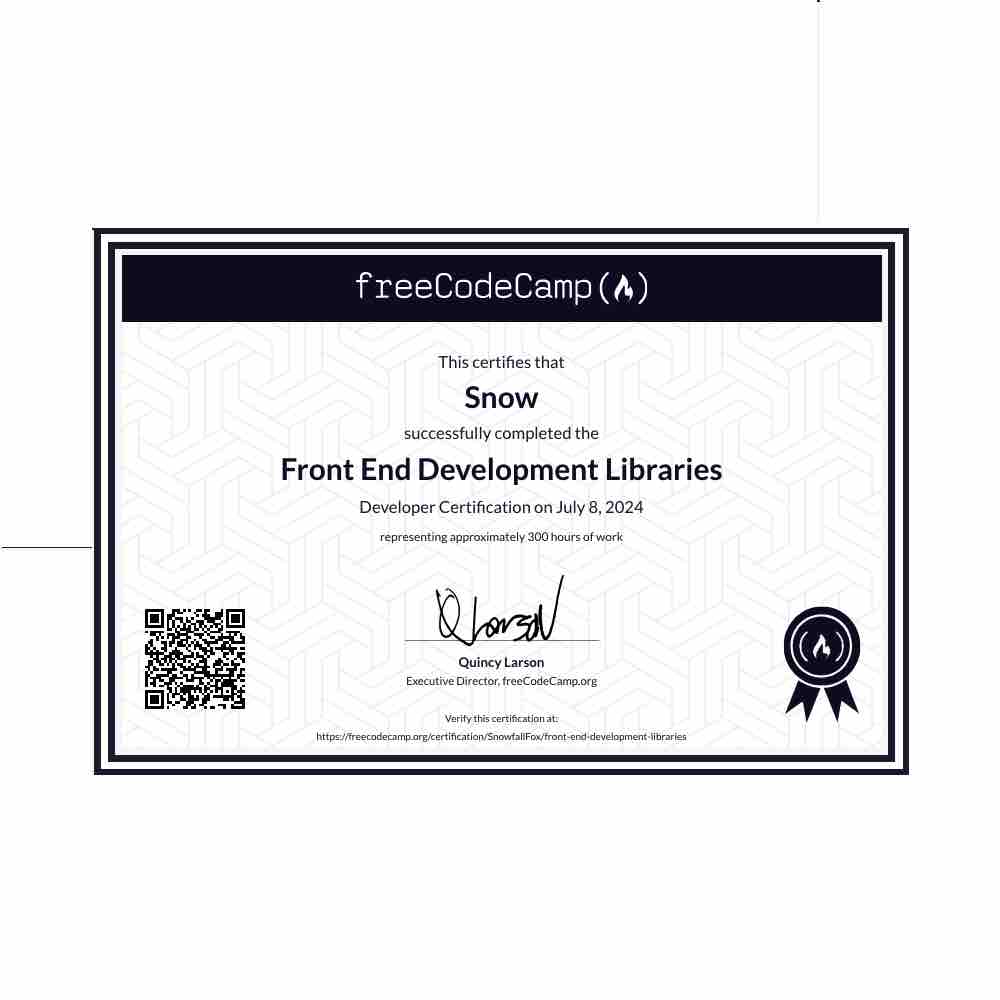 freeCodeCamp
This certifies that
Snow
successfully completed the
Front End Development Libraries
Developer Certification on July 8, 2024
representing approximately 300 hours of work
QLarson
Quincy Larson
Executive Director, freeCodeCamp.org
Verify this certification at:
https://freecodecamp.org/certification/SnowfallFox/front-end-development-libraries